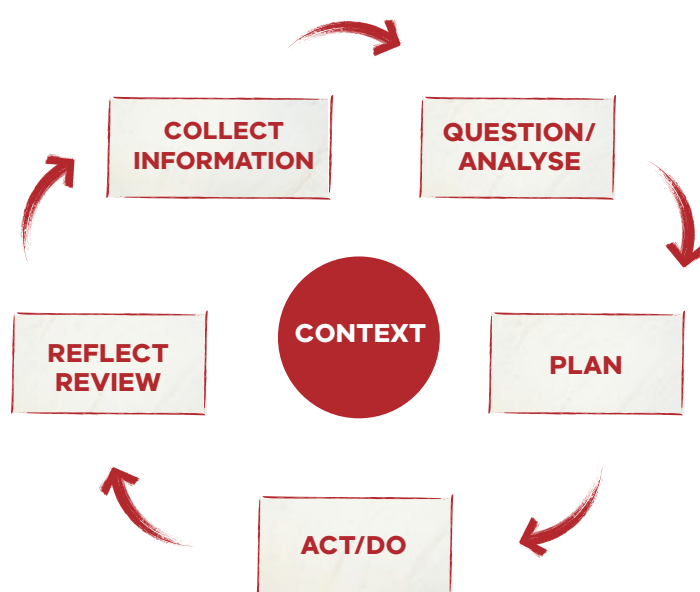 COLLECT
INFORMATION
QUESTION/
ANALYSE
CONTEXT
PLAN
REFLECT
REVIEW
ACT/DO